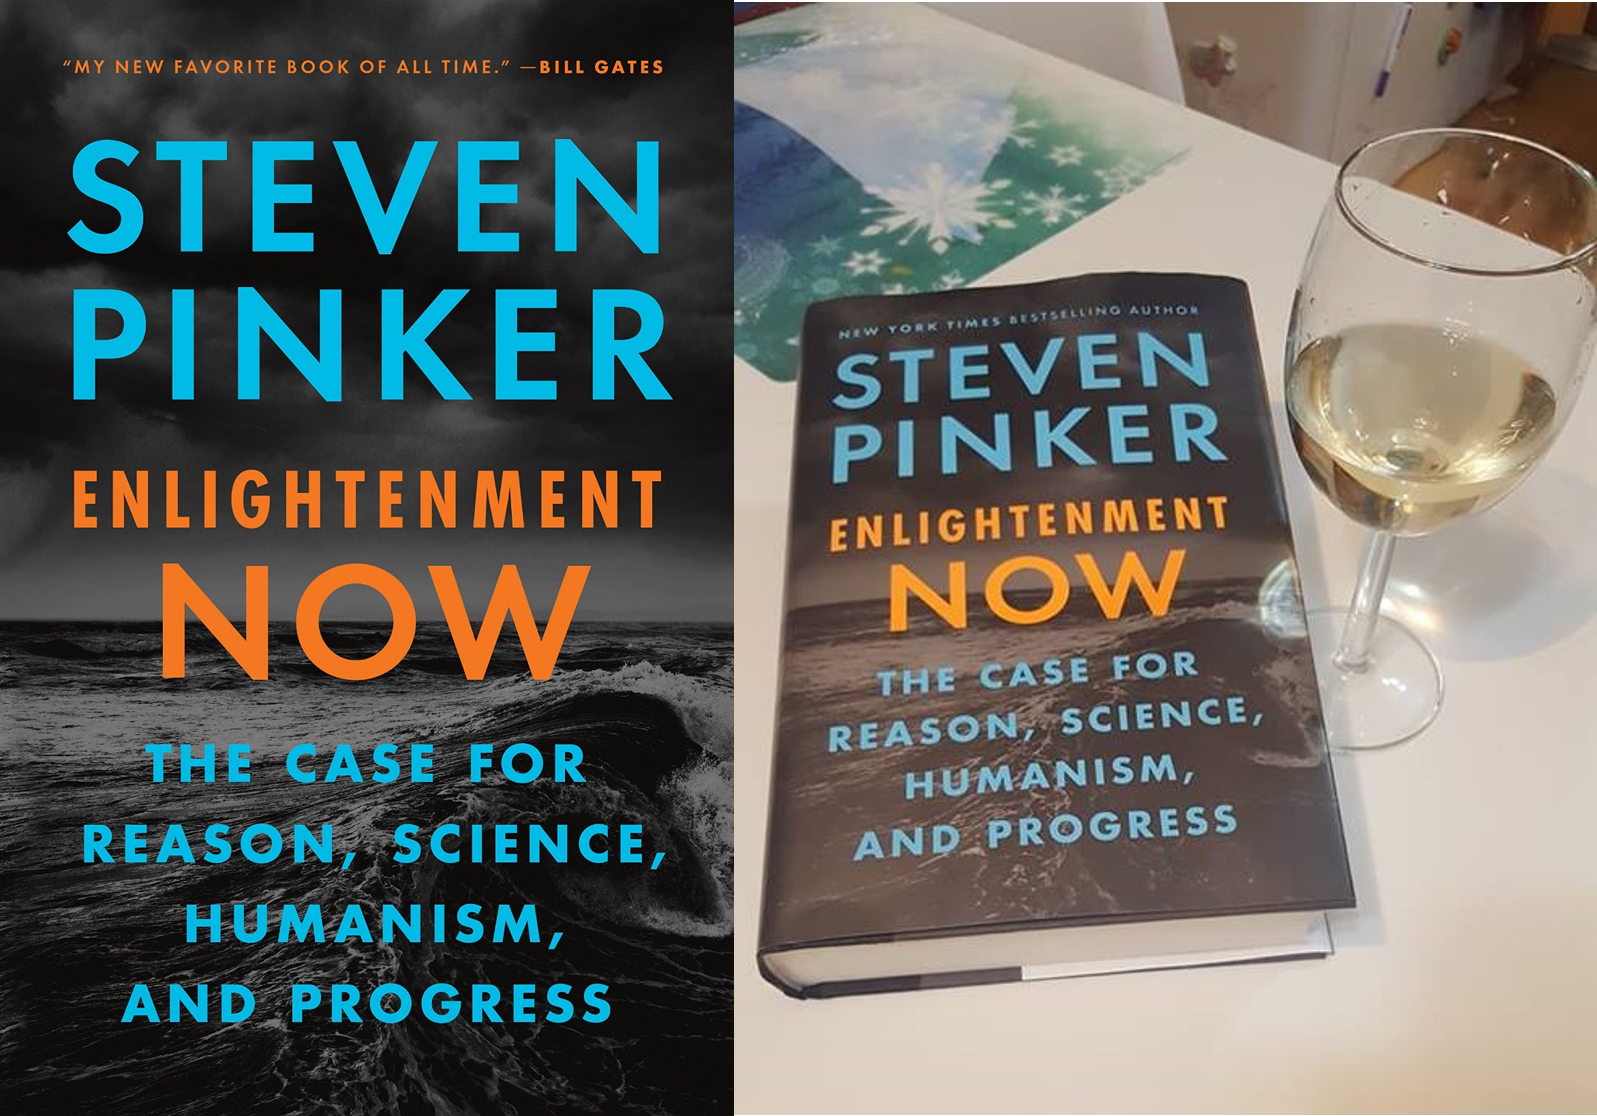 “MY NEW FAVORITE BOOK OF ALL TIME.” —BILL GATES
STEVEN
PINKER
ENLIGHTENMENT
NOW
THE CASE FOR
REASON, SCIENCE,
HUMANISM,
AND PROGRESS
NEW YORK TIMES BESTSELLING AUTHOR
STEVEN
PINKER
ENLIGHTENMENT
NOW
THE CASE FOR
REASON, SCIENCE,
HUMANISM,
AND PROGRESS